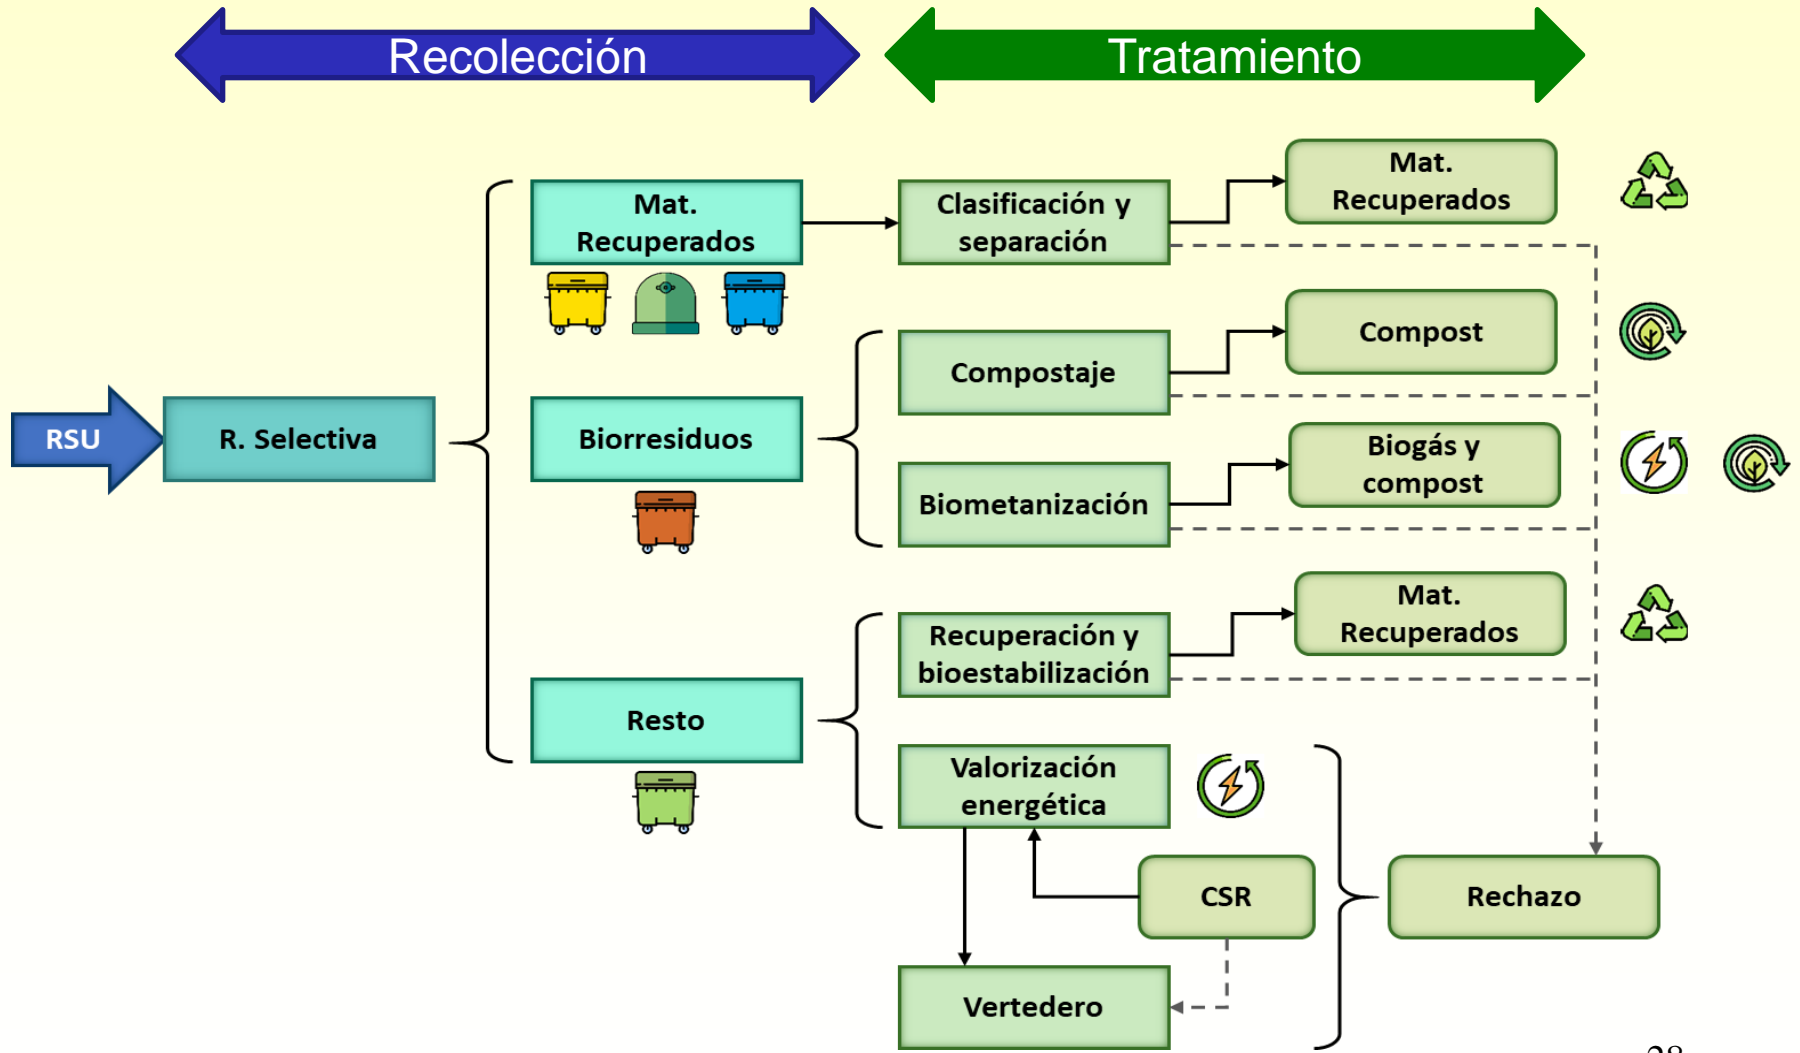 Recolección
Tratamiento
Mat.
Recuperados
Clasificación y
separación
Mat.
Recuperados
Compostaje
Compost
RSU
R. Selectiva
Biorresiduos
Biometanización
Biogás y
compost
Recuperación y
bioestabilización
Mat.
Recuperados
Resto
Valorización
energética
CSR
Rechazo
Vertedero
28